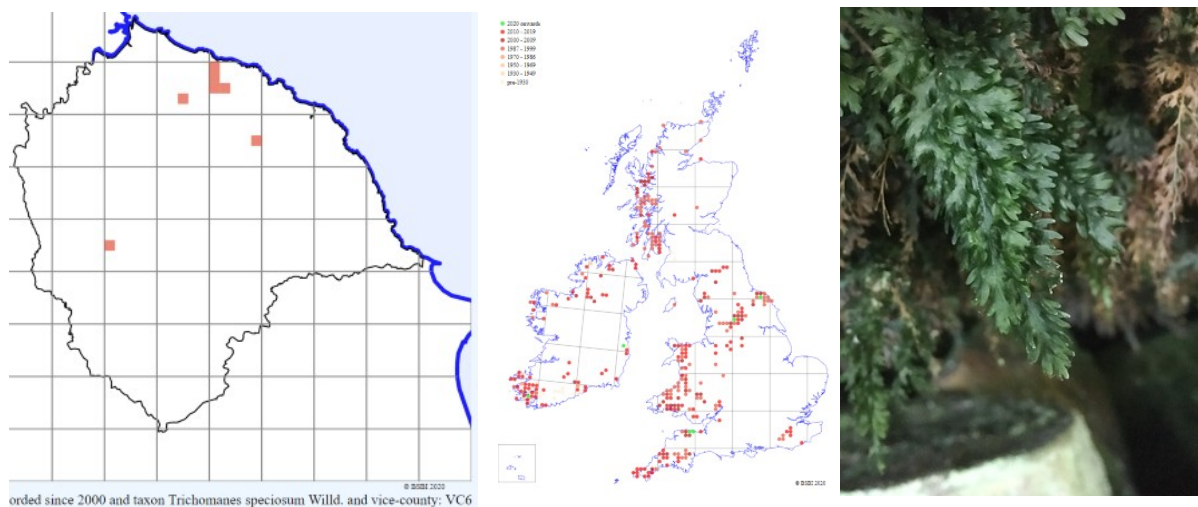 © BSBI 2020
orded since 2000 and taxon Trichomanes speciosum Willd. and vice-county: VC6
2020 onwards
2010 - 2019
2000 - 2009
1987 - 1999
1970 - 1986
1950 - 1969
1930 - 1949
pre-1930
© BSBI 2020